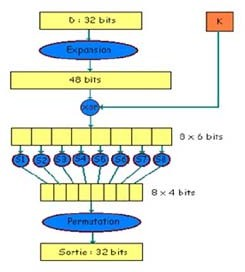 D : 32 bits
K
Expansion
48 bits
xor
8 x 6 bits
S1 S2 S3 S4 S5 S6 S7 S8
8 x 4 bits
Permutation
Sortie : 32 bits